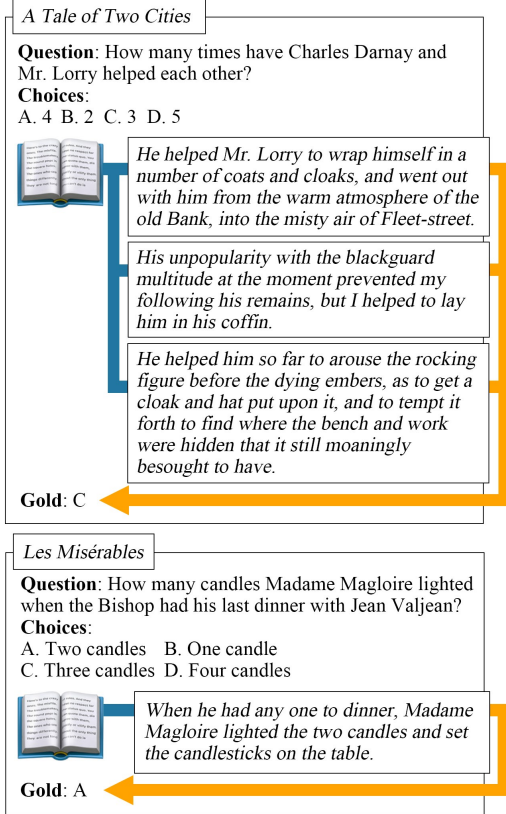 A Tale of Two Cities
Question: How many times have Charles Darnay and
Mr. Lorry helped each other?
Choices:
A. 4 B. 2 C. 3 D. 5
He helped Mr. Lorry to wrap himself in a
number of coats and cloaks, and went out
with him from the warm atmosphere of the
old Bank, into the misty air of Fleet-street.
His unpopularity with the blackguard
multitude at the moment prevented my
following his remains, but I helped to lay
him in his coffin.
He helped him so far to arouse the rocking
figure before the dying embers, as to get a
cloak and hat put upon it, and to tempt it
forth to find where the bench and work
were hidden that it still moaningly
besought to have.
Gold: C
Les Misérables
Question: How many candles Madame Magloire lighted
when the Bishop had his last dinner with Jean Valjean?
Choices:
A. Two candles B. One candle
C. Three candles D. Four candles
When he had any one to dinner, Madame
Magloire lighted the two candles and set
the candlesticks on the table.
Gold: A